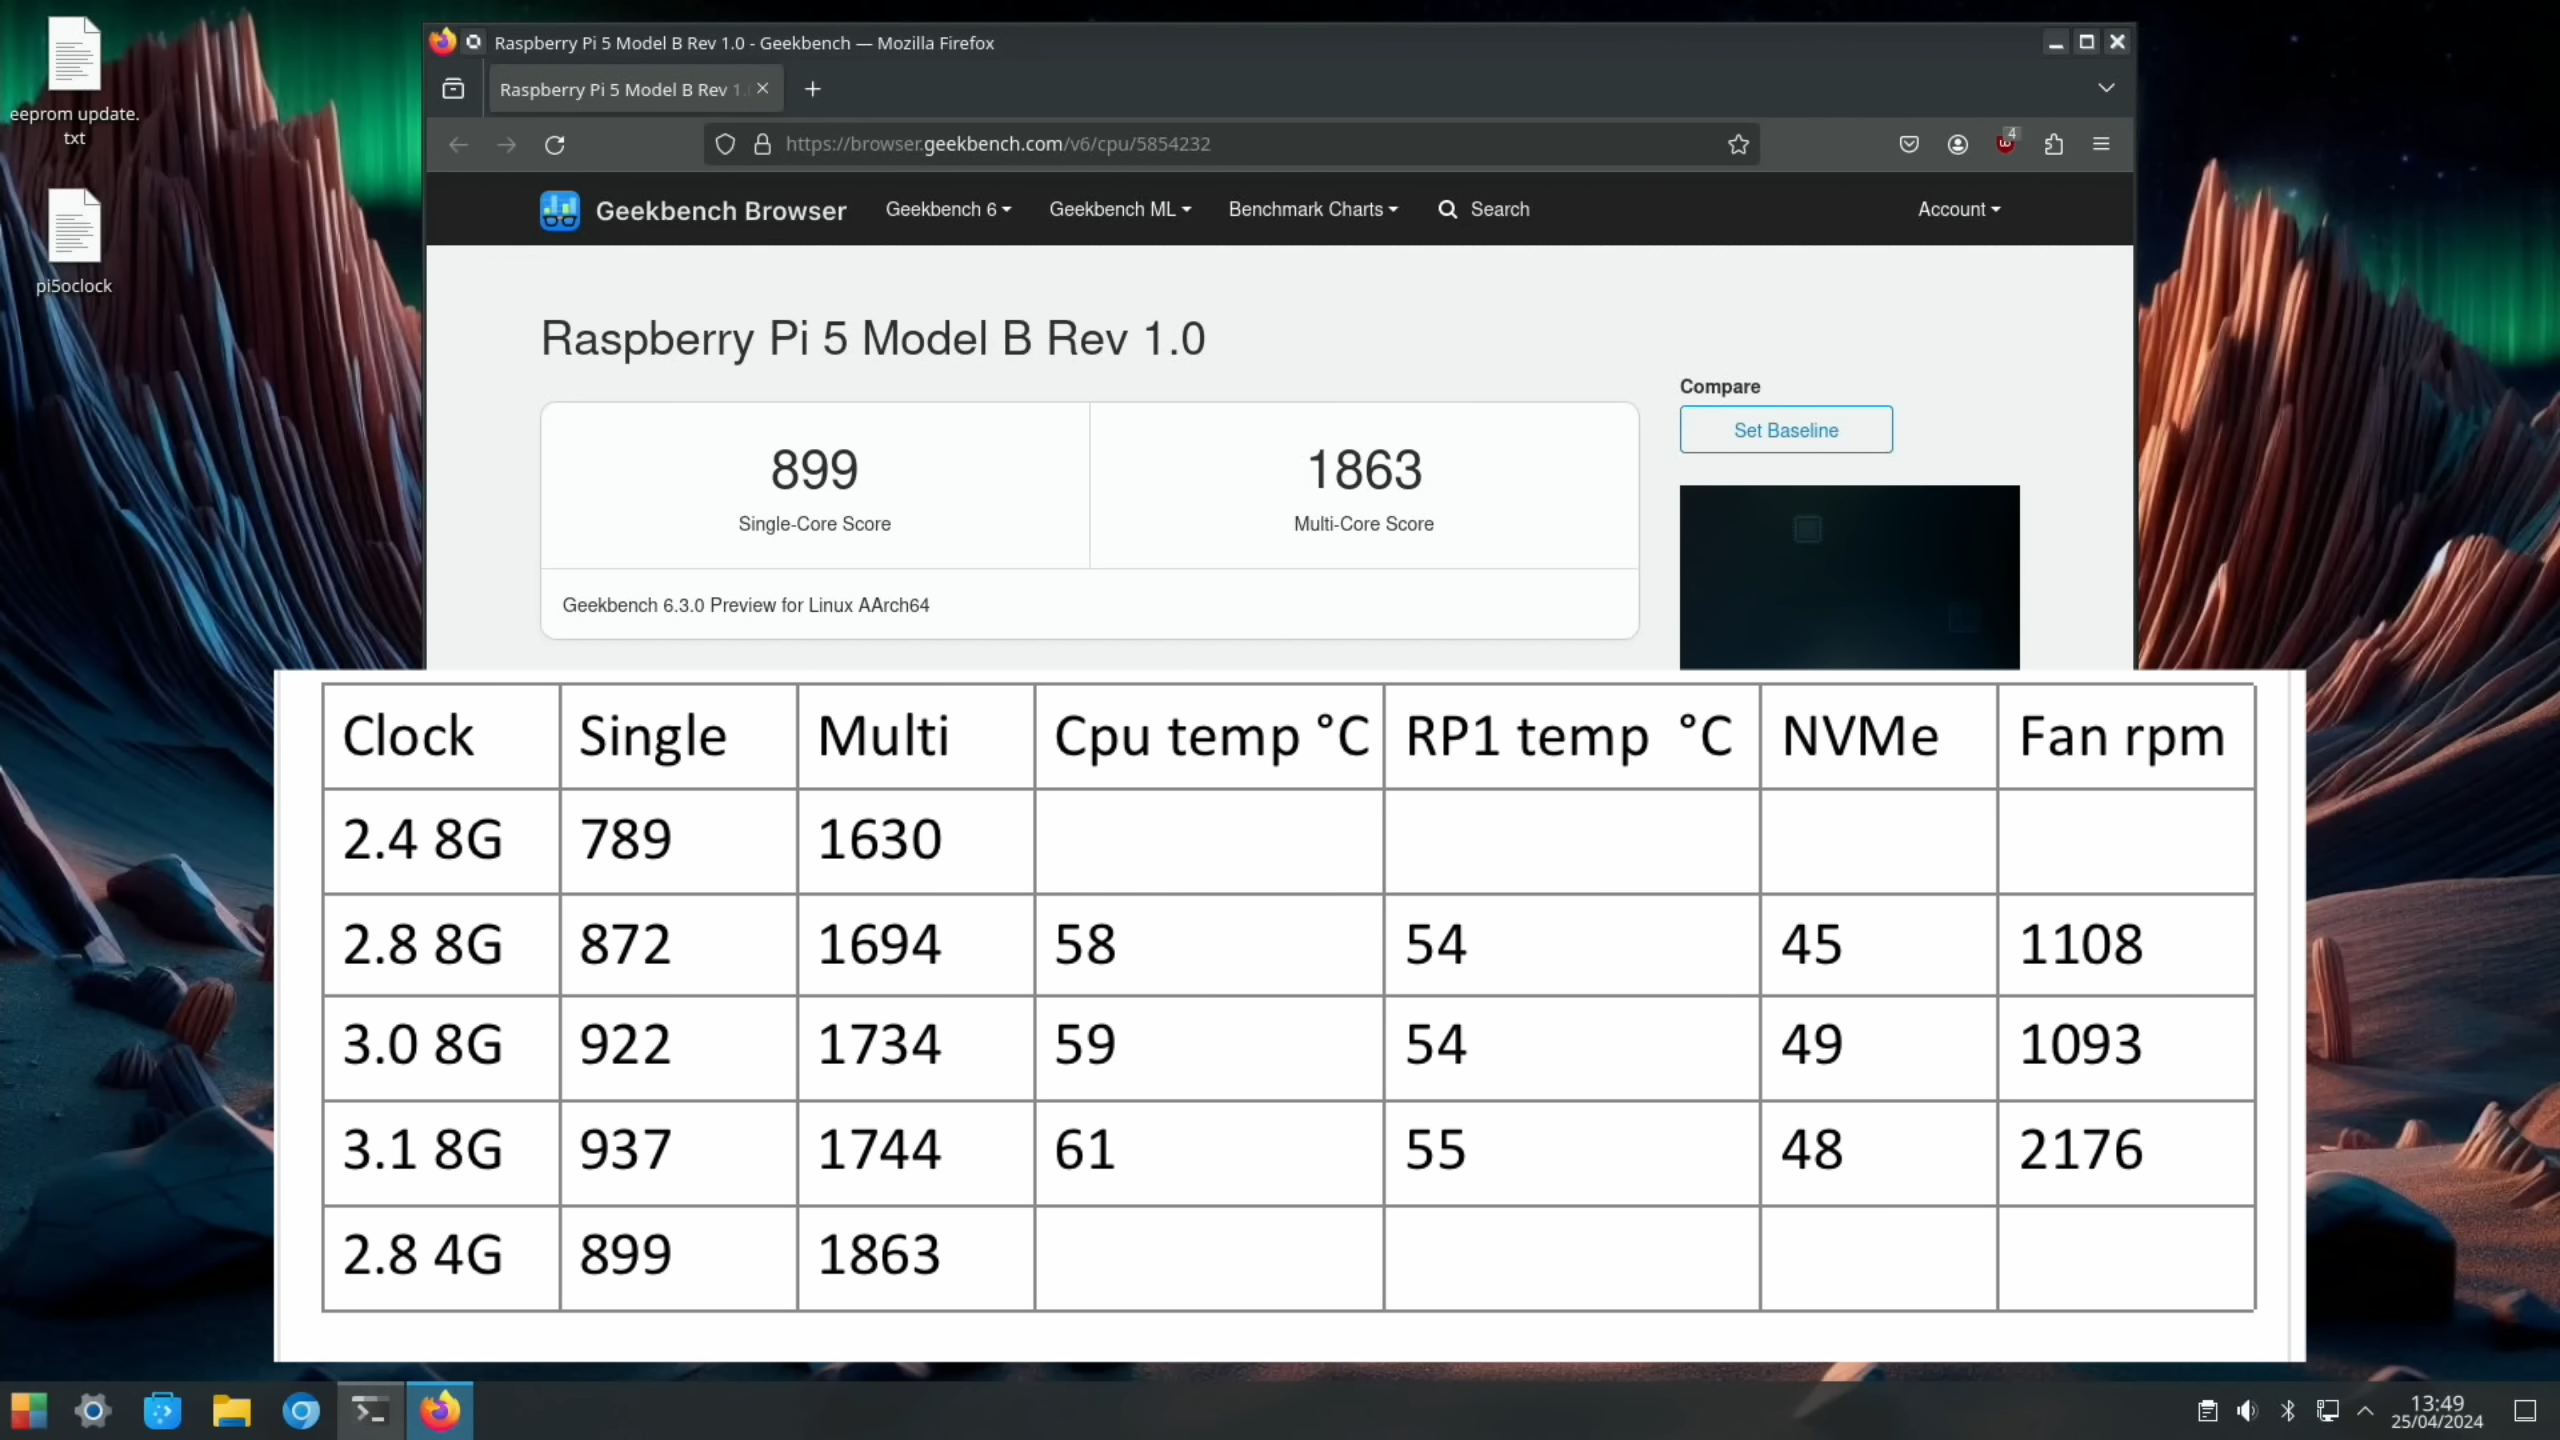 eeprom update.
txt
pi5oclock
Raspberry Pi 5 Model B Rev 1.0 - Geekbench — Mozilla Firefox
Raspberry Pi 5 Model B Rev 1.
https://browser.geekbench.com/v6/cpu/5854232
4
Geekbench Browser Geekbench 6 Geekbench ML Benchmark Charts Search Account
Raspberry Pi 5 Model B Rev 1.0
Compare
Set Baseline
899 1863
Single-Core Score Multi-Core Score
Geekbench 6.3.0 Preview for Linux AArch64
Clock Single Multi Cpu temp °C RP1 temp °C NVMe Fan rpm
2.4 8G 789 1630
2.8 8G 872 1694 58 54 45 1108
3.0 8G 922 1734 59 54 49 1093
3.1 8G 937 1744 61 55 48 2176
2.8 4G 899 1863
13:49
25/04/2024